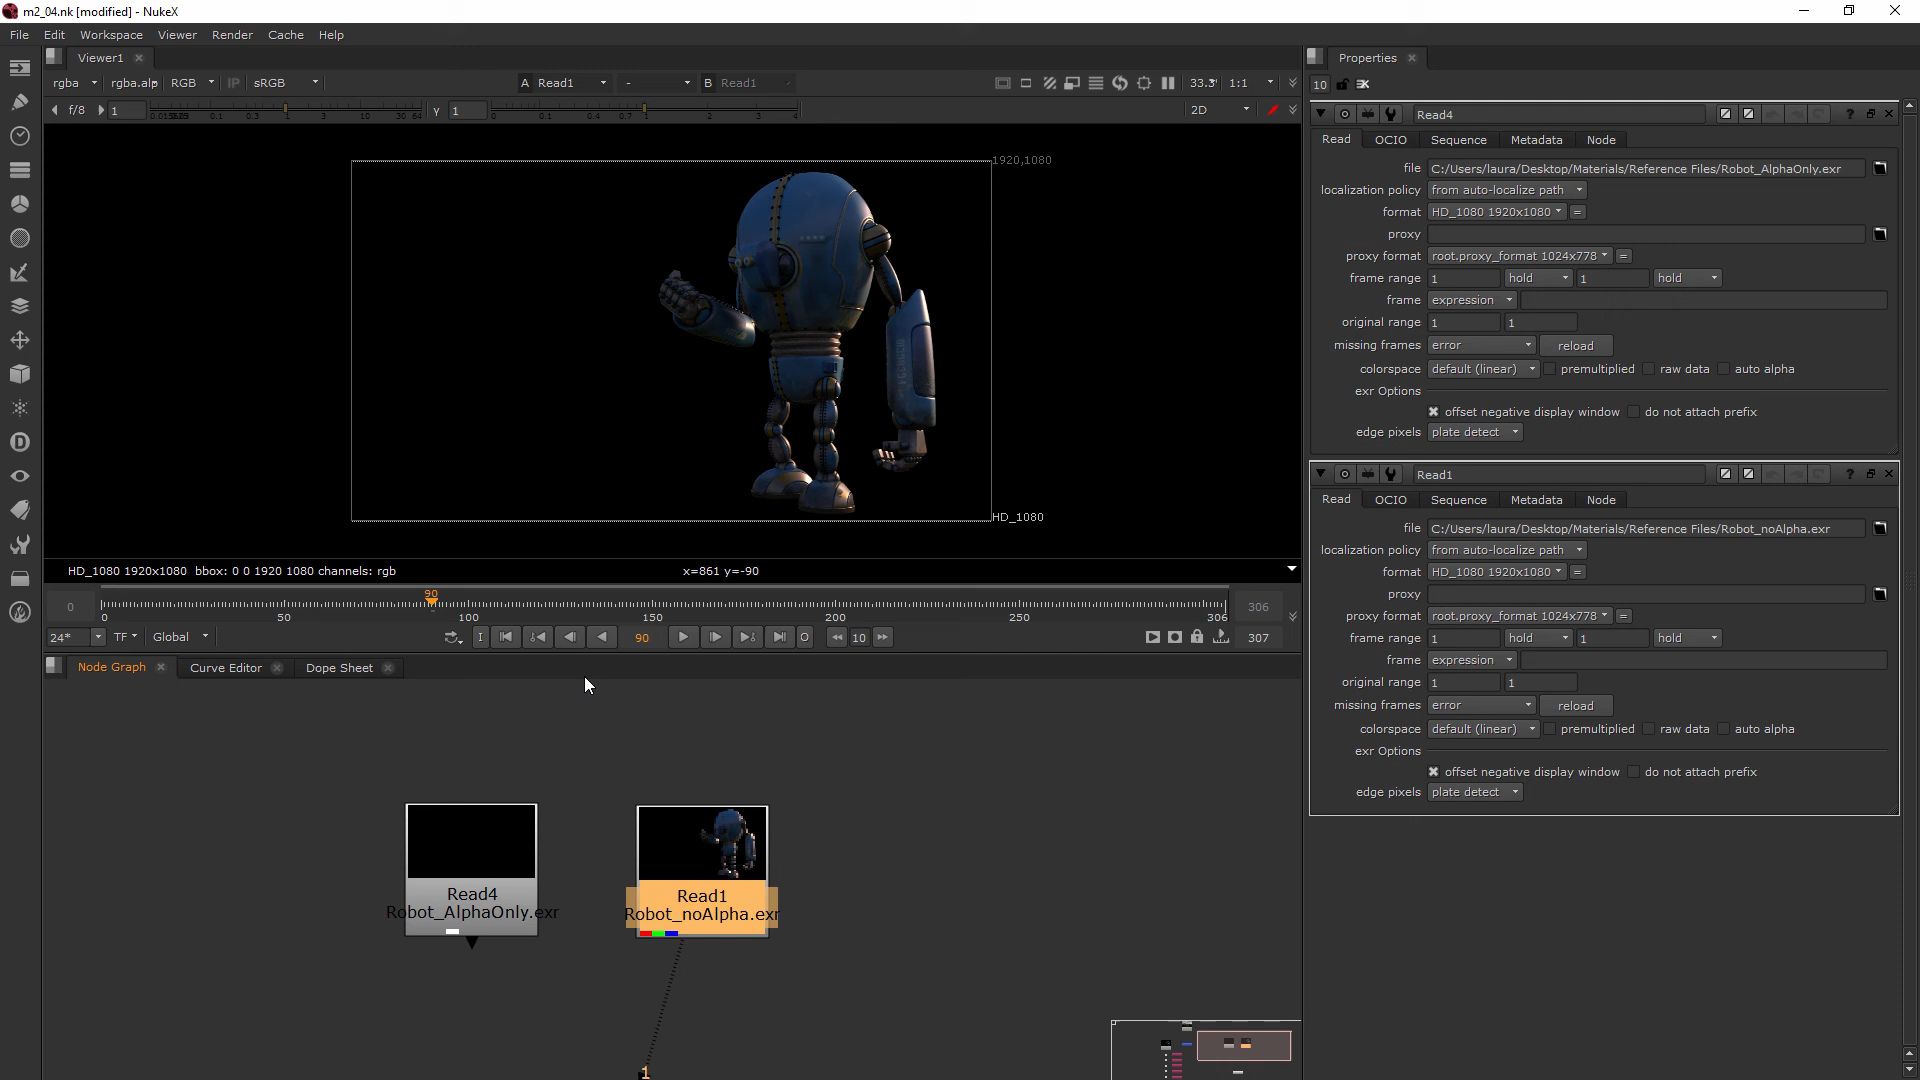 m2_04.nk [modified] - NukeX
File Edit Workspace Viewer Render Cache Help
Viewer1
rgba rgba.alp RGB IP sRGB A Read1 - B Read1 1:1
f/8 1 Y 1 2D
1920,1080
HD_1080
HD_1080 1920x1080 bbox: 0 0 1920 1080 channels: rgb x=861 y=-90
0 90 306
0 50 100 150 200 250 306
24* TF Global I 90 O 10 307
Node Graph Curve Editor Dope Sheet
Read4
Robot_AlphaOnly.exr
Read1
Robot_noAlpha.exr
1
Properties
10
Read4
Read OCIO Sequence Metadata Node
file C:/Users/laura/Desktop/Materials/Reference Files/Robot_AlphaOnly.exr
localization policy from auto-localize path
format HD_1080 1920x1080 =
proxy
proxy format root.proxy_format 1024x778 =
frame range 1 hold 1 hold
frame expression
original range 1 1
missing frames error reload
colorspace default (linear) premultiplied raw data auto alpha
exr Options
offset negative display window do not attach prefix
edge pixels plate detect
Read1
Read OCIO Sequence Metadata Node
file C:/Users/laura/Desktop/Materials/Reference Files/Robot_noAlpha.exr
localization policy from auto-localize path
format HD_1080 1920x1080 =
proxy
proxy format root.proxy_format 1024x778 =
frame range 1 hold 1 hold
frame expression
original range 1 1
missing frames error reload
colorspace default (linear) premultiplied raw data auto alpha
exr Options
offset negative display window do not attach prefix
edge pixels plate detect